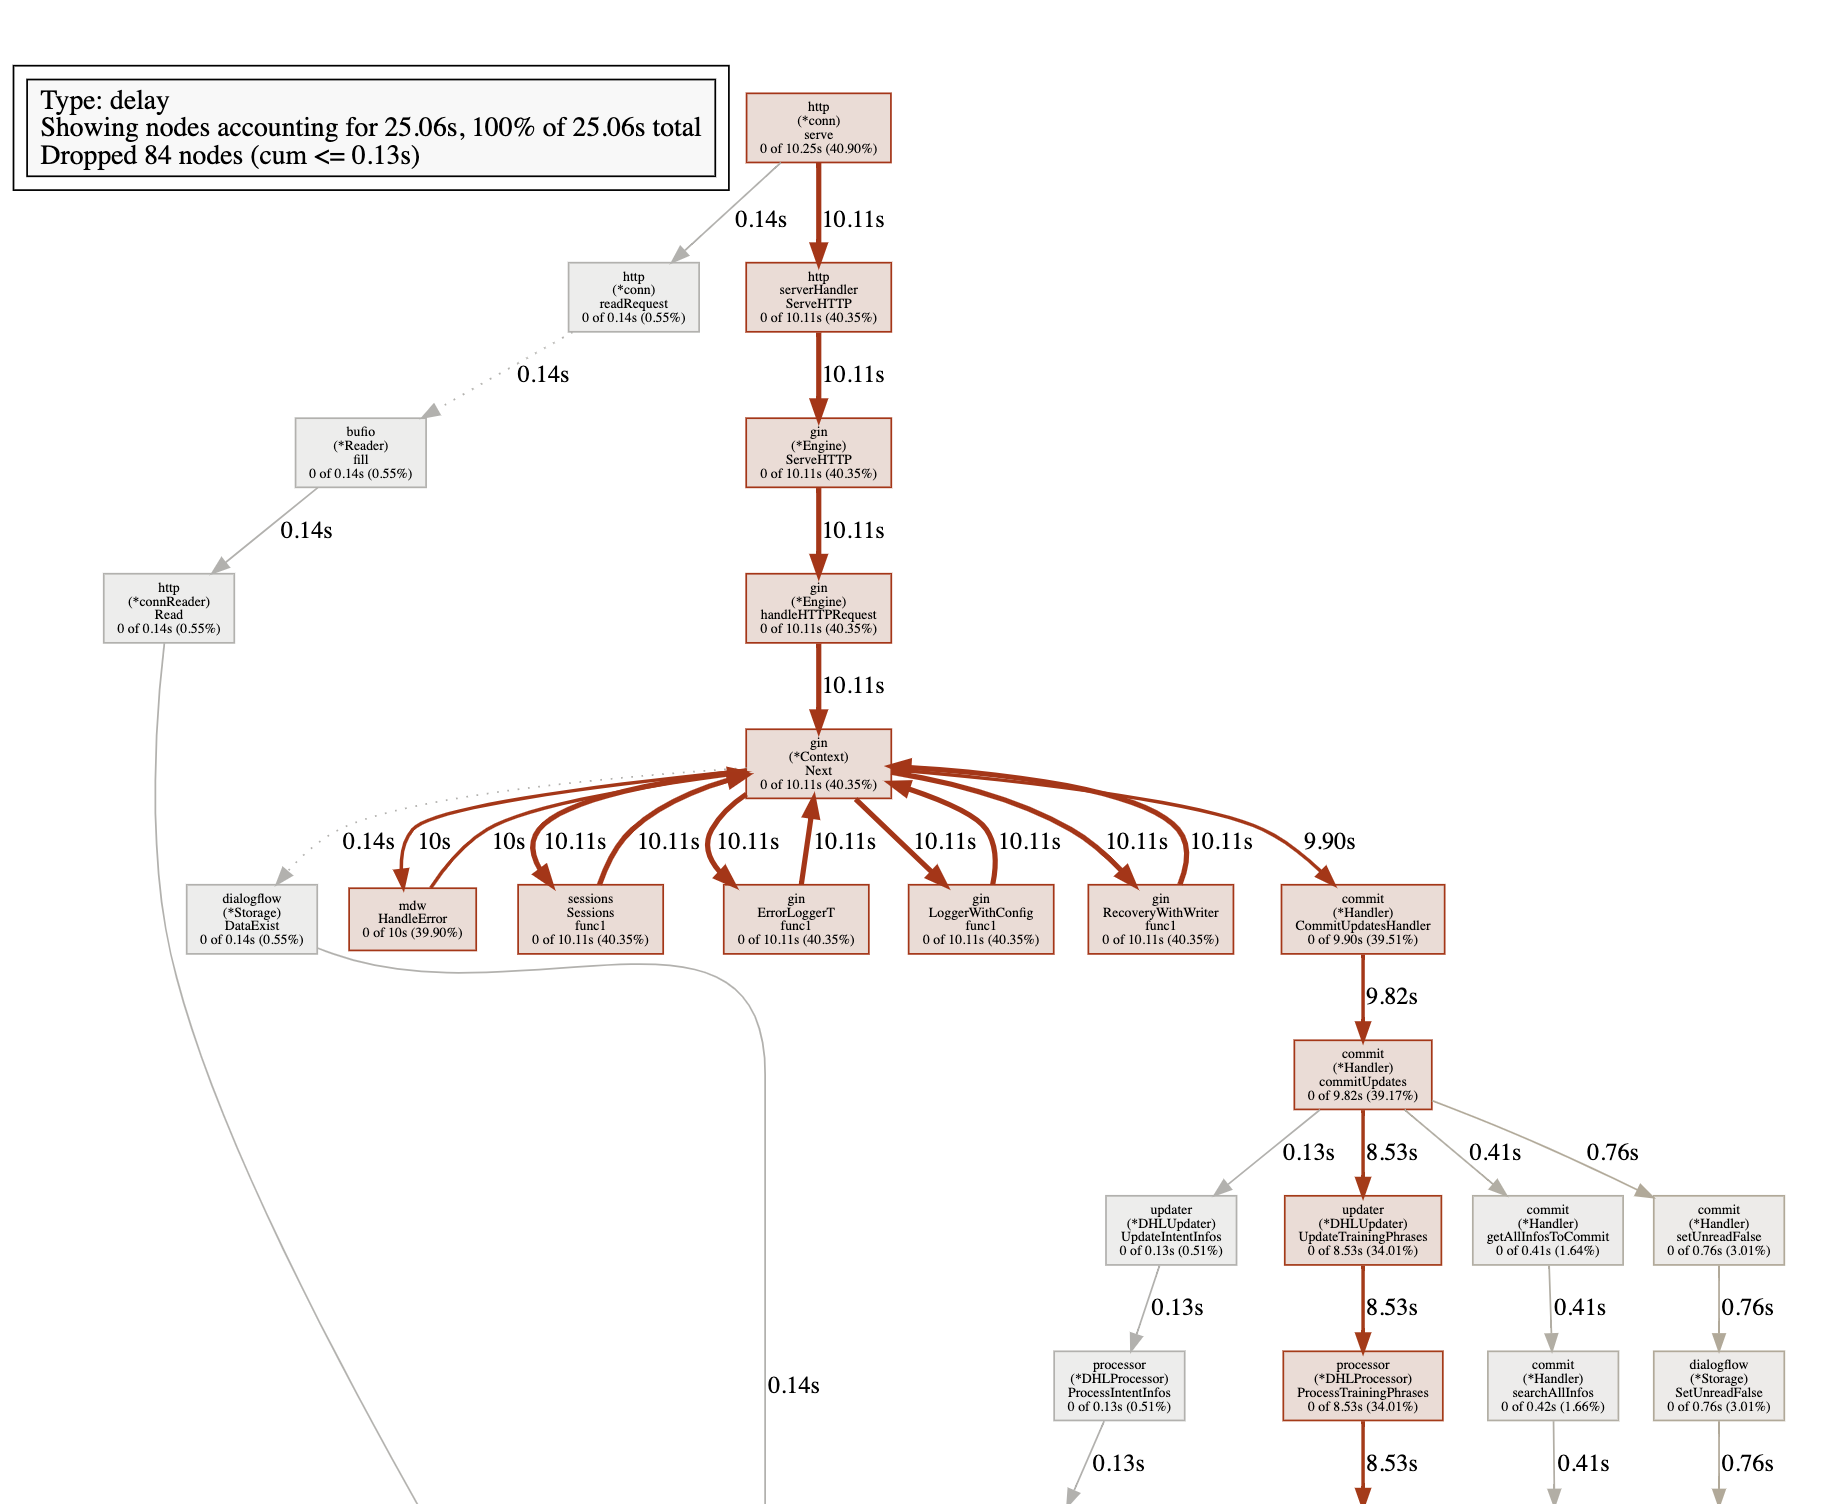 Type: delay
Showing nodes accounting for 25.06s, 100% of 25.06s total
Dropped 84 nodes (cum <= 0.13s)
http
(*conn)
serve
0 of 10.25s (40.90%)
0.14s
10.11s
http
(*conn)
readRequest
0 of 0.14s (0.55%)
http
serverHandler
ServeHTTP
0 of 10.11s (40.35%)
0.14s
10.11s
bufio
(*Reader)
fill
0 of 0.14s (0.55%)
gin
(*Engine)
ServeHTTP
0 of 10.11s (40.35%)
0.14s
10.11s
http
(*connReader)
Read
0 of 0.14s (0.55%)
gin
(*Engine)
handleHTTPRequest
0 of 10.11s (40.35%)
10.11s
gin
(*Context)
Next
0 of 10.11s (40.35%)
0.14s
10s
10s
10.11s
10.11s
10.11s
10.11s
10.11s
10.11s
10.11s
10.11s
9.90s
dialogflow
(*Storage)
DataExist
0 of 0.14s (0.55%)
mdw
HandleError
0 of 10s (39.90%)
sessions
Sessions
func1
0 of 10.11s (40.35%)
gin
ErrorLoggerT
func1
0 of 10.11s (40.35%)
gin
LoggerWithConfig
func1
0 of 10.11s (40.35%)
gin
RecoveryWithWriter
func1
0 of 10.11s (40.35%)
commit
(*Handler)
CommitUpdatesHandler
0 of 9.90s (39.51%)
9.82s
commit
(*Handler)
commitUpdates
0 of 9.82s (39.17%)
0.13s
8.53s
0.41s
0.76s
updater
(*DHLUpdater)
UpdateIntentInfos
0 of 0.13s (0.51%)
updater
(*DHLUpdater)
UpdateTrainingPhrases
0 of 8.53s (34.01%)
commit
(*Handler)
getAllInfosToCommit
0 of 0.41s (1.64%)
commit
(*Handler)
setUnreadFalse
0 of 0.76s (3.01%)
0.13s
8.53s
0.41s
0.76s
0.14s
processor
(*DHLProcessor)
ProcessIntentInfos
0 of 0.13s (0.51%)
processor
(*DHLProcessor)
ProcessTrainingPhrases
0 of 8.53s (34.01%)
commit
(*Handler)
searchAllInfos
0 of 0.42s (1.66%)
dialogflow
(*Storage)
SetUnreadFalse
0 of 0.76s (3.01%)
0.13s
8.53s
0.41s
0.76s